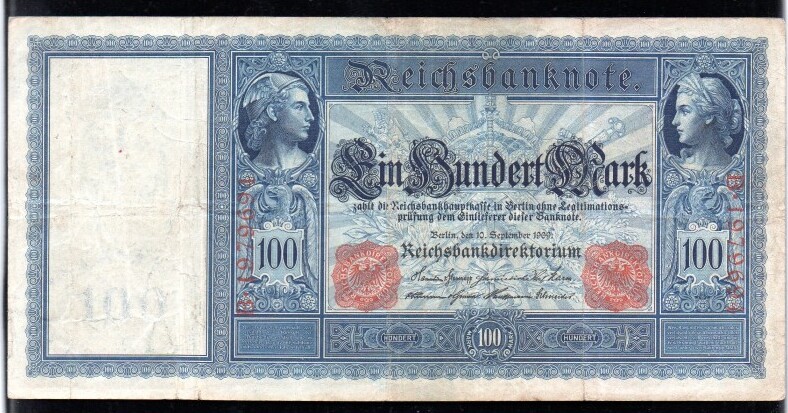 Reichsbanknote.
Ein Hundert Mark
zahlt die Reichsbankhauptkasse in Berlin ohne Legitimations-
prüfung dem Einlieferer dieser Banknote.
Berlin, den 10. September 1909.
Reichsbankdirektorium
100
100
100
HUNDERT
100
HUNDERT